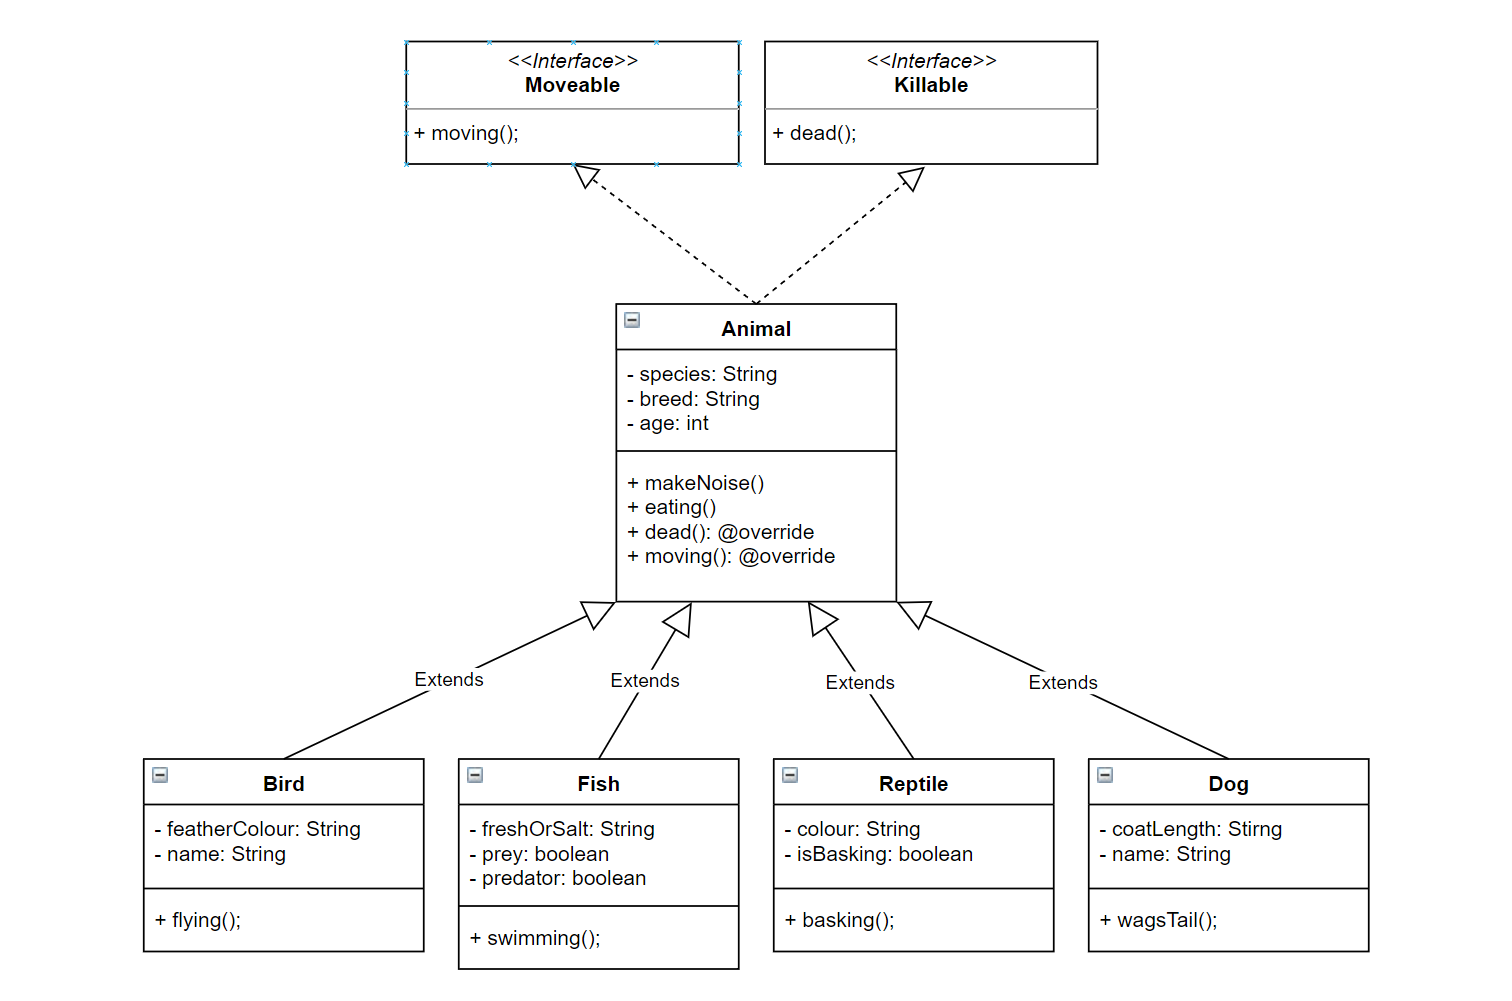 <<Interface>>
Moveable
+ moving();
<<Interface>>
Killable
+ dead();
Animal
- species: String
- breed: String
- age: int
+ makeNoise()
+ eating()
+ dead(): @override
+ moving(): @override
Extends
Extends
Extends
Extends
Bird
- featherColour: String
- name: String
+ flying();
Fish
- freshOrSalt: String
- prey: boolean
- predator: boolean
+ swimming();
Reptile
- colour: String
- isBasking: boolean
+ basking();
Dog
- coatLength: Stirng
- name: String
+ wagsTail();